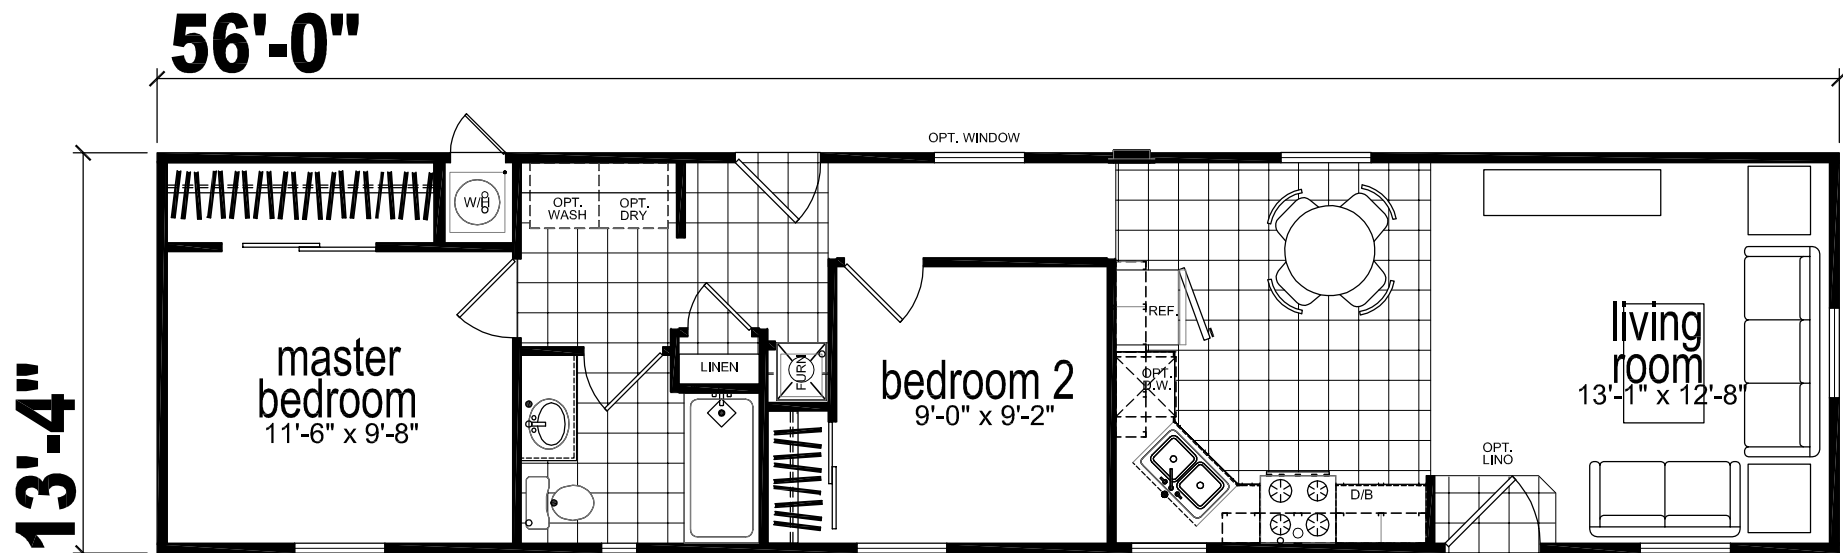 56'-0"
13'-4"
OPT. WINDOW
W/H
OPT.
WASH
OPT.
DRY
REF.
living
room
13'-1" x 12'-8"
master
bedroom
11'-6" x 9'-8"
LINEN
FURN
bedroom 2
9'-0" x 9'-2"
OPT.
D.W.
OPT.
LINO
D/B